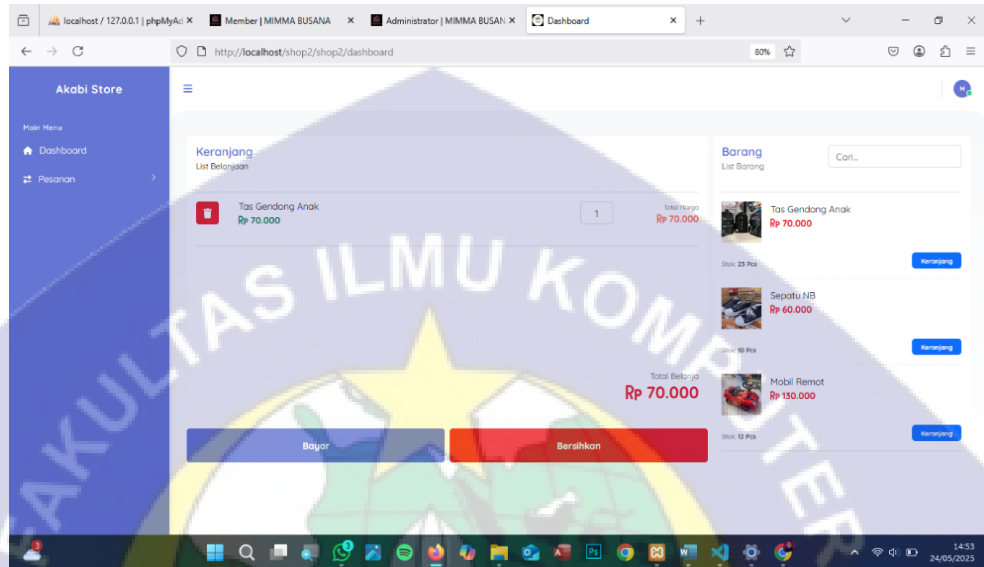 localhost / 127.0.0.1 | phpMyAd
Member | MIMMA BUSANA
Administrator | MIMMA BUSAN
Dashboard
http://localhost/shop2/shop2/dashboard
80%
Akabi Store
M
Main Menu
Dashboard
Pesanan
Keranjang
List Belanjaan
Tas Gendong Anak
Rp 70.000
1
Total Harga
Rp 70.000
Total Belanja
Rp 70.000
Bayar
Bersihkan
Barang
List Barang
Cari...
Tas Gendong Anak
Rp 70.000
Stok: 23 Pcs
Keranjang
Sepatu NB
Rp 60.000
Stok: 10 Pcs
Keranjang
Mobil Remot
Rp 130.000
Stok: 12 Pcs
Keranjang
FAKULTAS ILMU KOMPUTER
14:53
24/05/2025